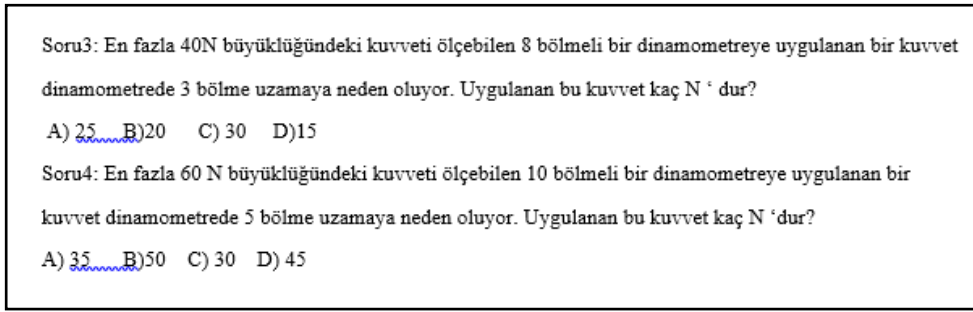 Soru3: En fazla 40N büyüklüğündeki kuvveti ölçebilen 8 bölmeli bir dinamometreye uygulanan bir kuvvet
dinamometrede 3 bölme uzamaya neden oluyor. Uygulanan bu kuvvet kaç N ‘ dur?
A) 25 B)20 C) 30 D)15
Soru4: En fazla 60 N büyüklüğündeki kuvveti ölçebilen 10 bölmeli bir dinamometreye uygulanan bir
kuvvet dinamometrede 5 bölme uzamaya neden oluyor. Uygulanan bu kuvvet kaç N ‘dur?
A) 35 B)50 C) 30 D) 45